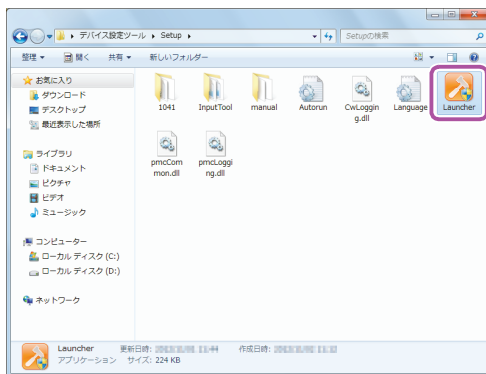 デバイス設定ツール ▸ Setup ▸
Setupの検索
整理 ▼ 開く 共有 ▼ 新しいフォルダー
お気に入り
ダウンロード
デスクトップ
最近表示した場所
ライブラリ
ドキュメント
ピクチャ
ビデオ
ミュージック
コンピューター
ローカル ディスク (C:)
ローカル ディスク (D:)
ネットワーク
1041
InputTool
manual
Autorun
CwLoggin
g.dll
Language
Launcher
pmcCom
mon.dll
pmcLoggi
ng.dll
Launcher 更新日時: 作成日時:
アプリケーション サイズ: 224 KB